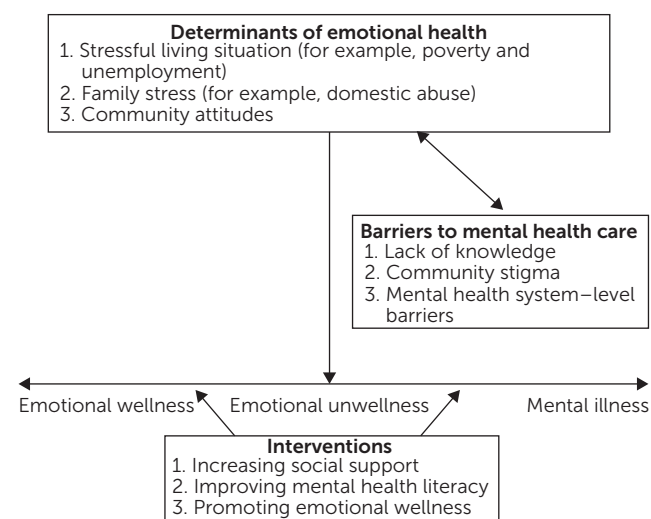 Determinants of emotional health
1. Stressful living situation (for example, poverty and
unemployment)
2. Family stress (for example, domestic abuse)
3. Community attitudes
Barriers to mental health care
1. Lack of knowledge
2. Community stigma
3. Mental health system–level
barriers
Emotional wellness
Emotional unwellness
Mental illness
Interventions
1. Increasing social support
2. Improving mental health literacy
3. Promoting emotional wellness